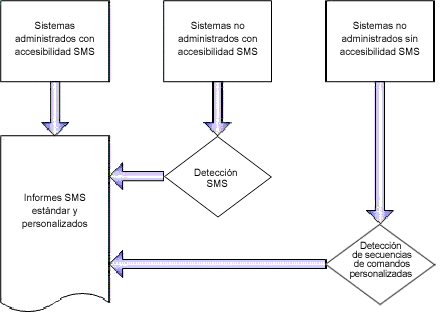 Sistemas
administrados con
accesibilidad SMS
Sistemas no
administrados con
accesibilidad SMS
Sistemas no
administrados sin
accesibilidad SMS
Detección
SMS
Informes SMS
estándar y
personalizados
Detección
de secuencias
de comandos
personalizadas